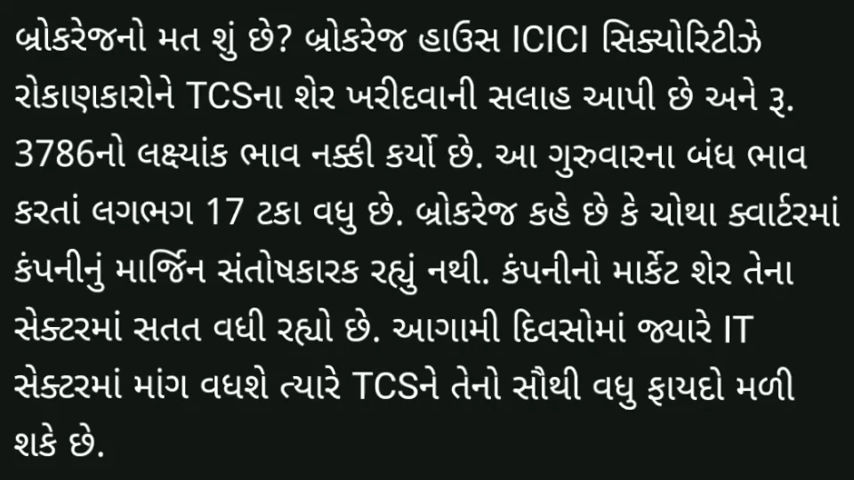 બ્રોકરેજનો મત શું છે? બ્રોકરેજ હાઉસ ICICI સિક્યોરિટીઝે
રોકાણકારોને TCSના શેર ખરીદવાની સલાહ આપી છે અને રૂ.
3786નો લક્ષ્યાંક ભાવ નક્કી કર્યો છે. આ ગુરુવારના બંધ ભાવ
કરતાં લગભગ 17 ટકા વધુ છે. બ્રોકરેજ કહે છે કે ચોથા ક્વાર્ટરમાં
કંપનીનું માર્જિન સંતોષકારક રહ્યું નથી. કંપનીનો માર્કેટ શેર તેના
સેક્ટરમાં સતત વધી રહ્યો છે. આગામી દિવસોમાં જ્યારે IT
સેક્ટરમાં માંગ વધશે ત્યારે TCSને તેનો સૌથી વધુ ફાયદો મળી
શકે છે.